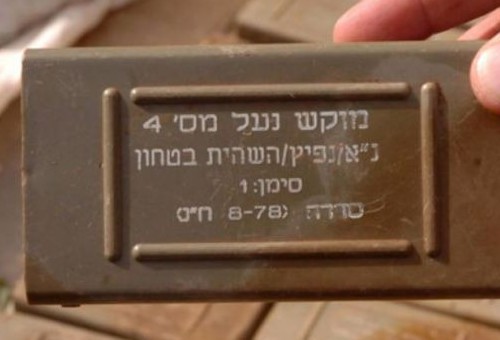 מוקש נעל מס' 4
נ"א/נפיץ/השהית בטחון
סימן: 1
סדרה 8-78